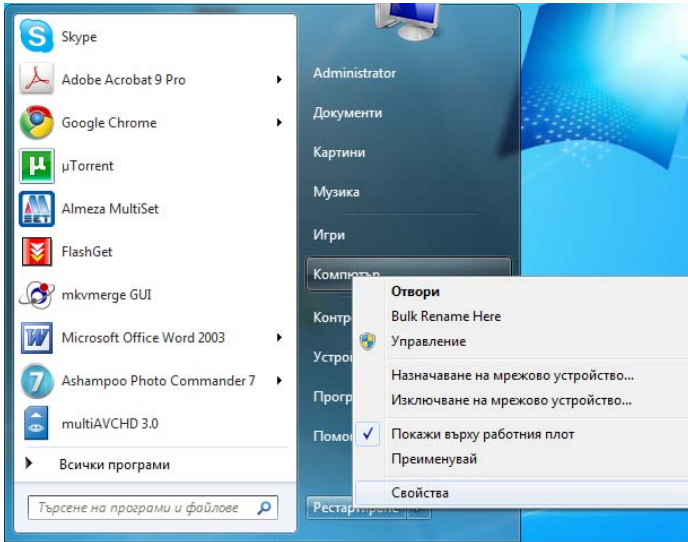 Skype
Adobe Acrobat 9 Pro
Google Chrome
µTorrent
Almeza MultiSet
FlashGet
mkvmerge GUI
Microsoft Office Word 2003
Ashampoo Photo Commander 7
multiAVCHD 3.0
Всички програми
Търсене на програми и файлове
Administrator
Документи
Картини
Музика
Игри
Компютър
Рестартиране
Отвори
Bulk Rename Here
Управление
Назначаване на мрежово устройство...
Изключване на мрежово устройство...
Покажи върху работния плот
Преименувай
Свойства